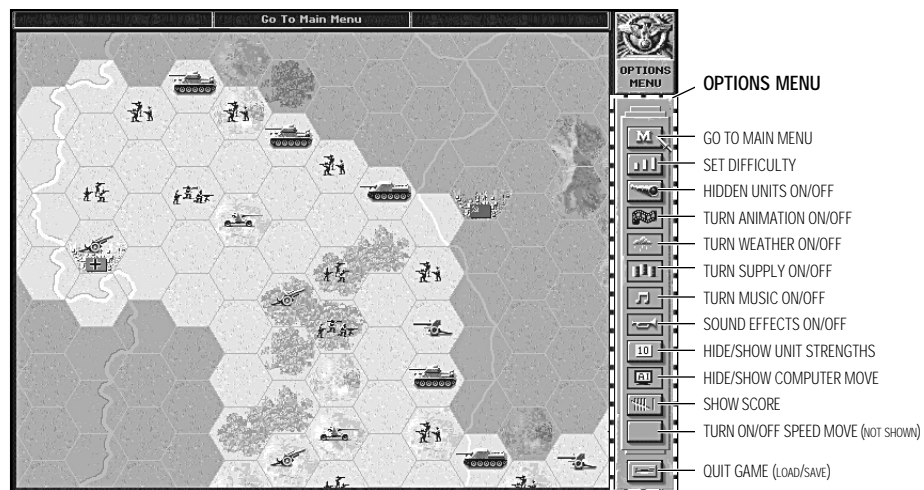 Go To Main Menu
OPTIONS
MENU
OPTIONS MENU
M
GO TO MAIN MENU
SET DIFFICULTY
HIDDEN UNITS ON/OFF
TURN ANIMATION ON/OFF
TURN WEATHER ON/OFF
TURN SUPPLY ON/OFF
TURN MUSIC ON/OFF
SOUND EFFECTS ON/OFF
10
HIDE/SHOW UNIT STRENGTHS
AI
HIDE/SHOW COMPUTER MOVE
SHOW SCORE
TURN ON/OFF SPEED MOVE (NOT SHOWN)
QUIT GAME (LOAD/SAVE)